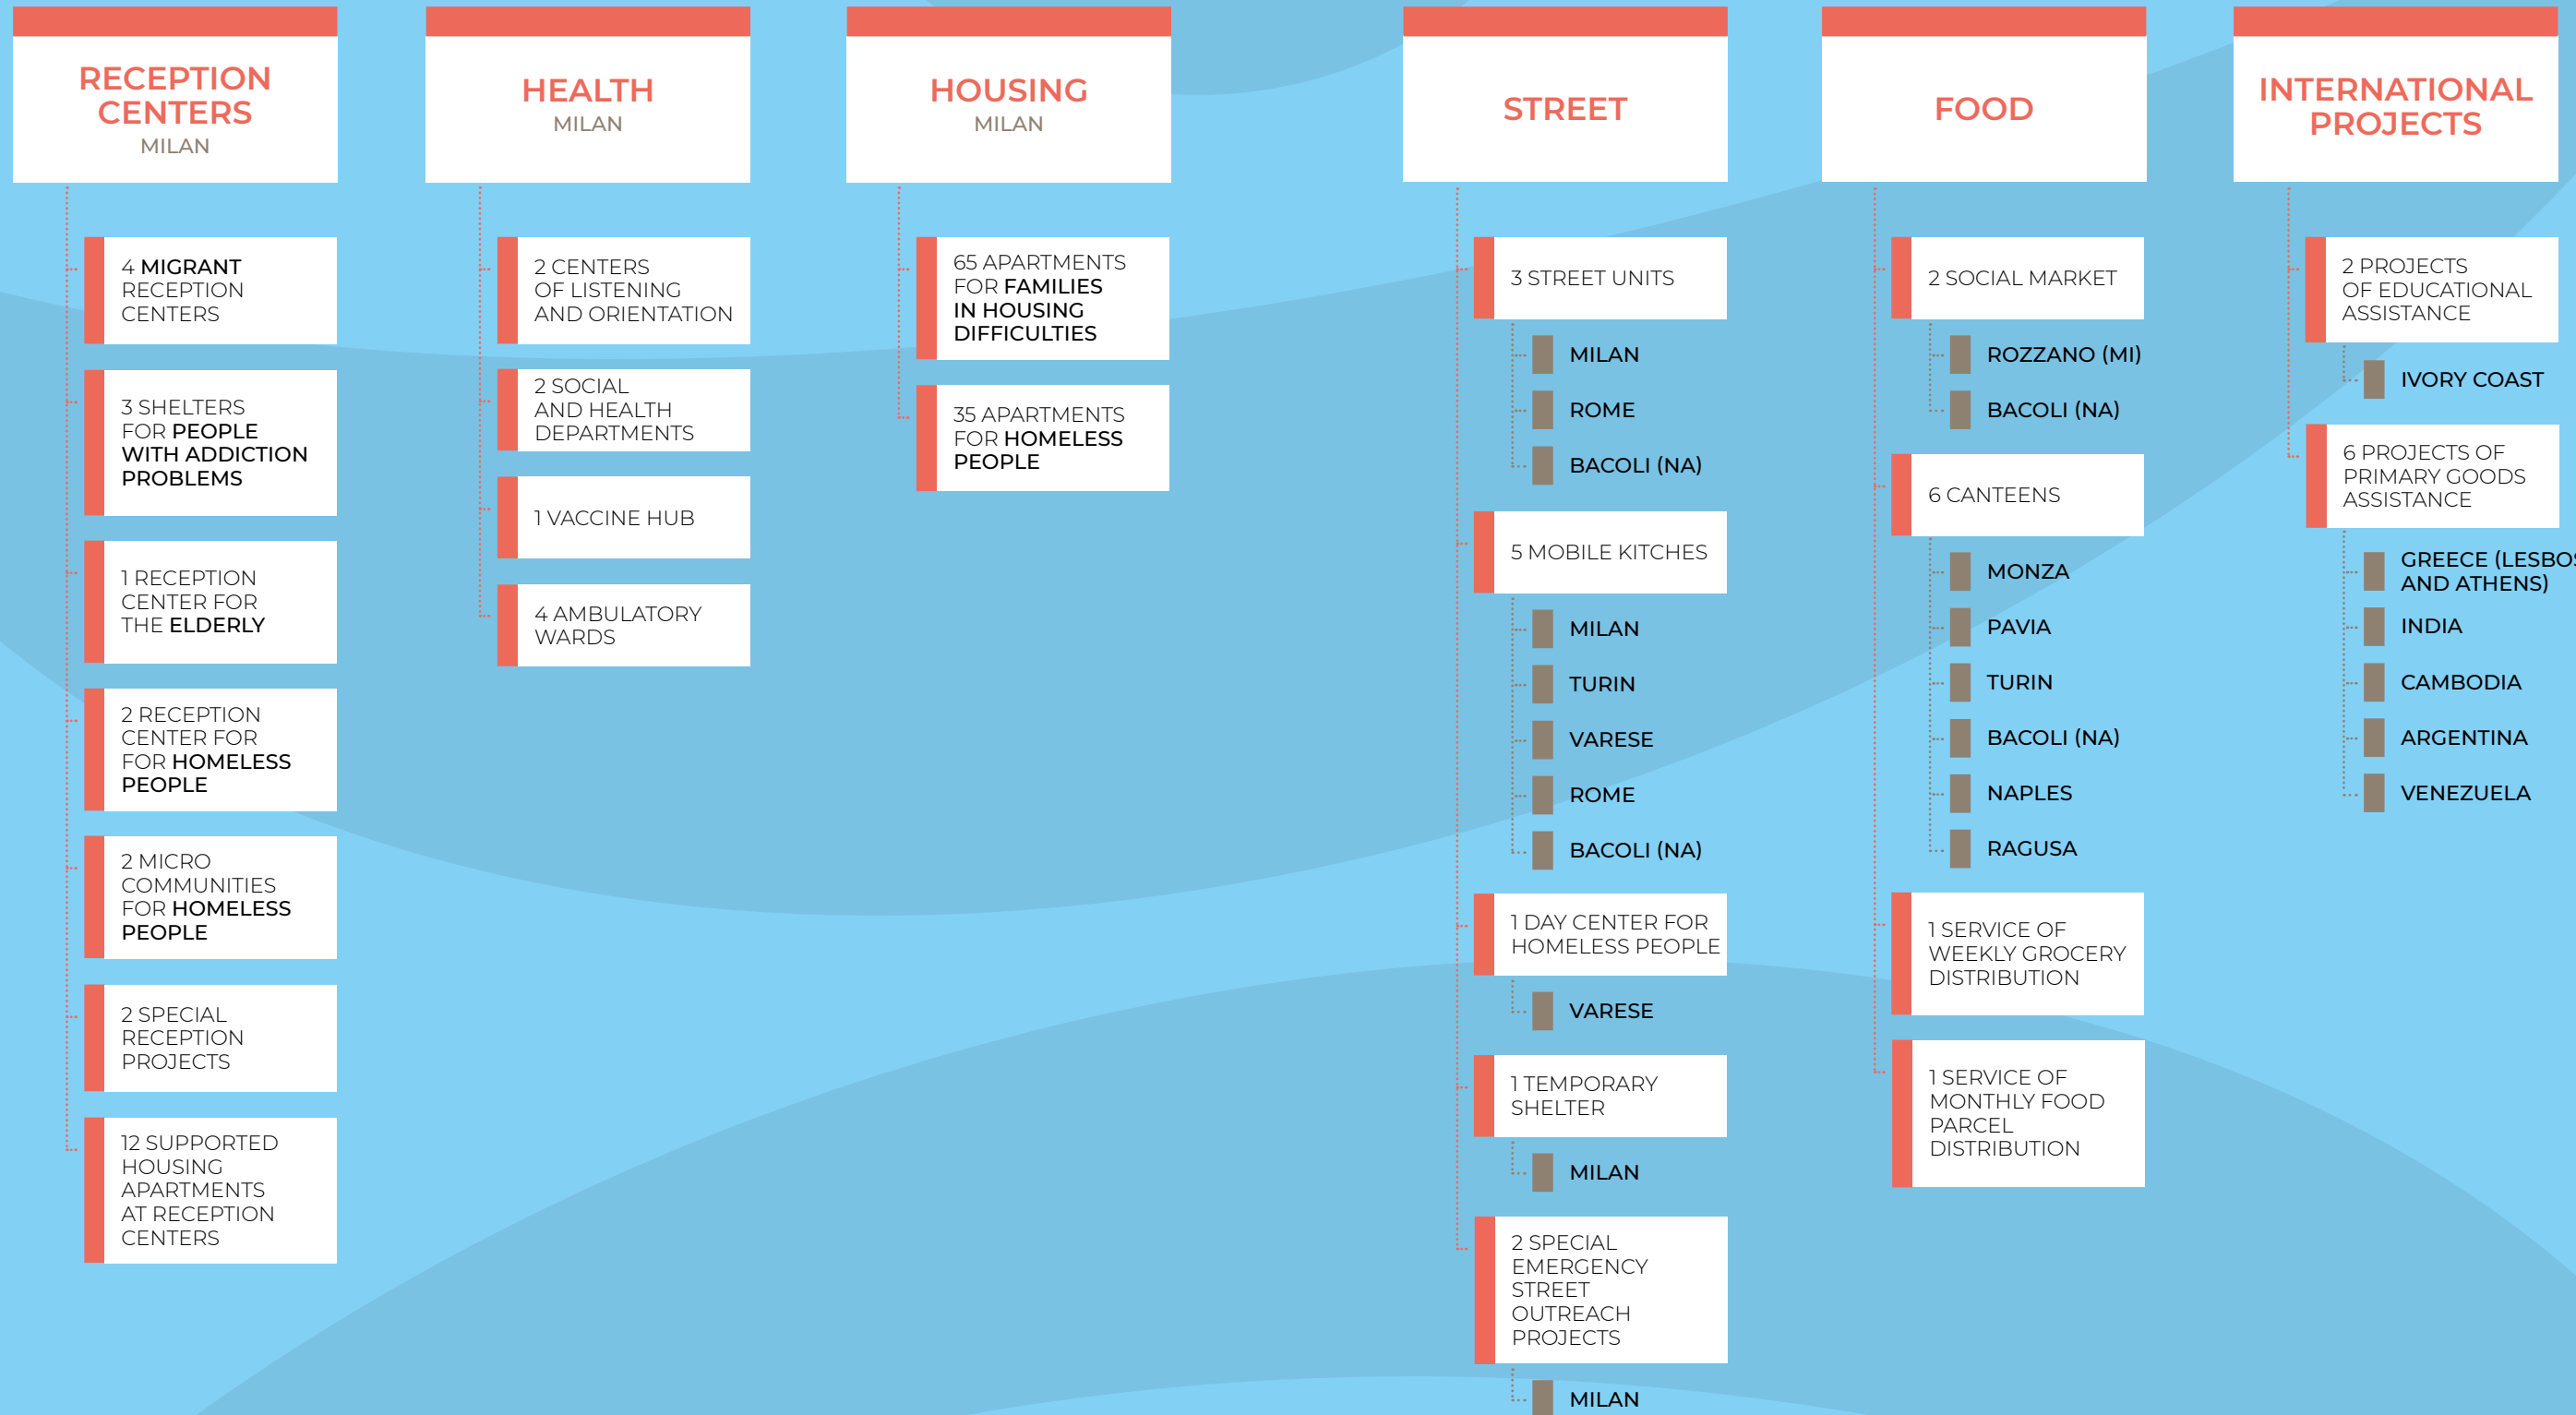 RECEPTION
CENTERS
MILAN
4 MIGRANT
RECEPTION
CENTERS
3 SHELTERS
FOR PEOPLE
WITH ADDICTION
PROBLEMS
1 RECEPTION
CENTER FOR
THE ELDERLY
2 RECEPTION
CENTER FOR
FOR HOMELESS
PEOPLE
2 MICRO
COMMUNITIES
FOR HOMELESS
PEOPLE
2 SPECIAL
RECEPTION
PROJECTS
12 SUPPORTED
HOUSING
APARTMENTS
AT RECEPTION
CENTERS
HEALTH
MILAN
2 CENTERS
OF LISTENING
AND ORIENTATION
2 SOCIAL
AND HEALTH
DEPARTMENTS
1 VACCINE HUB
4 AMBULATORY
WARDS
HOUSING
MILAN
65 APARTMENTS
FOR FAMILIES
IN HOUSING
DIFFICULTIES
35 APARTMENTS
FOR HOMELESS
PEOPLE
STREET
3 STREET UNITS
MILAN
ROME
BACOLI (NA)
5 MOBILE KITCHES
MILAN
TURIN
VARESE
ROME
BACOLI (NA)
1 DAY CENTER FOR
HOMELESS PEOPLE
VARESE
1 TEMPORARY
SHELTER
MILAN
2 SPECIAL
EMERGENCY
STREET
OUTREACH
PROJECTS
MILAN
FOOD
2 SOCIAL MARKET
ROZZANO (MI)
BACOLI (NA)
6 CANTEENS
MONZA
PAVIA
TURIN
BACOLI (NA)
NAPLES
RAGUSA
1 SERVICE OF
WEEKLY GROCERY
DISTRIBUTION
1 SERVICE OF
MONTHLY FOOD
PARCEL
DISTRIBUTION
INTERNATIONAL
PROJECTS
2 PROJECTS
OF EDUCATIONAL
ASSISTANCE
IVORY COAST
6 PROJECTS OF
PRIMARY GOODS
ASSISTANCE
GREECE (LESBOS
AND ATHENS)
INDIA
CAMBODIA
ARGENTINA
VENEZUELA